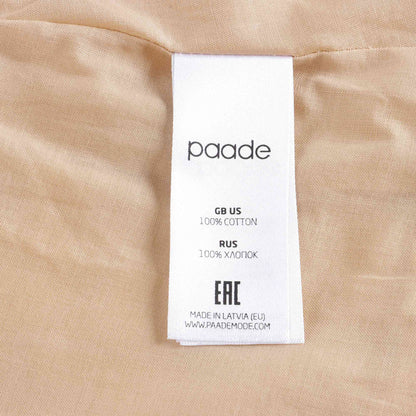 paade
GB US
100% COTTON
RUS
100% ХЛОПОК
EAC
MADE IN LATVIA (EU)
WWW.PAADEMODE.COM